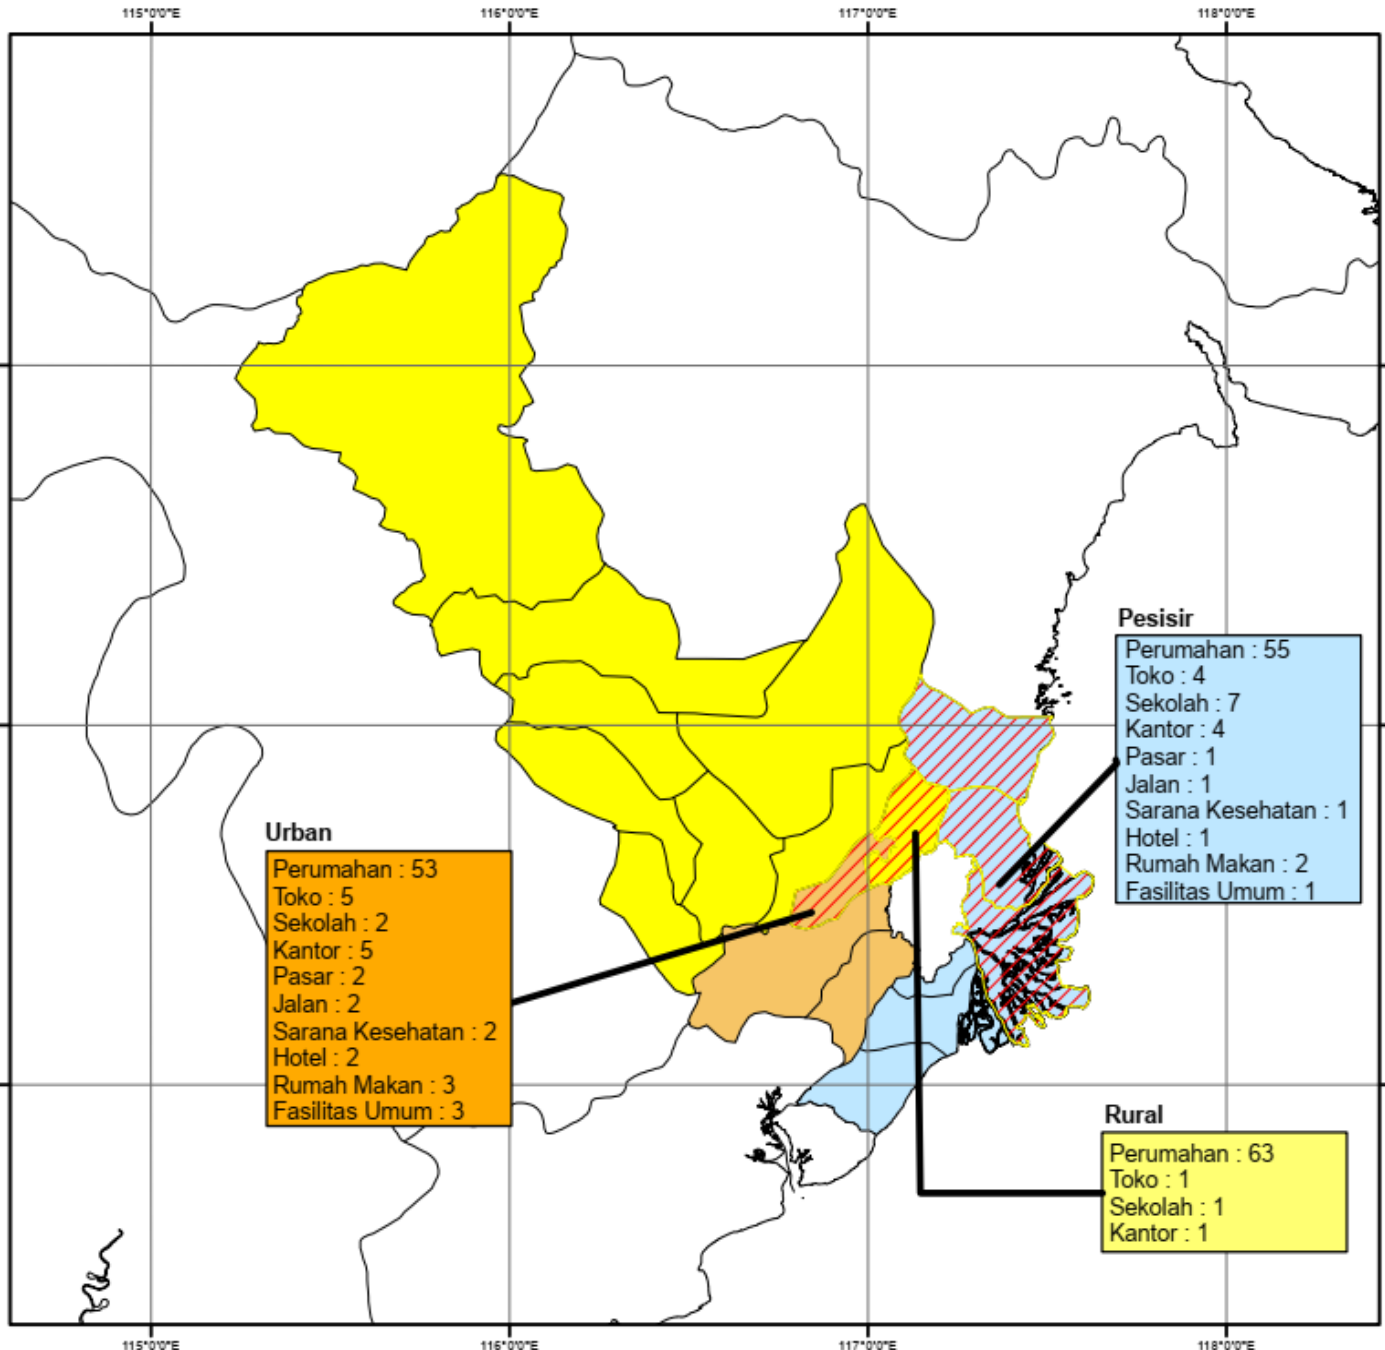 115°0'0"E 116°0'0"E 117°0'0"E 118°0'0"E
Pesisir
Perumahan : 55
Toko : 4
Sekolah : 7
Kantor : 4
Pasar : 1
Jalan : 1
Sarana Kesehatan : 1
Hotel : 1
Rumah Makan : 2
Fasilitas Umum : 1
Urban
Perumahan : 53
Toko : 5
Sekolah : 2
Kantor : 5
Pasar : 2
Jalan : 2
Sarana Kesehatan : 2
Hotel : 2
Rumah Makan : 3
Fasilitas Umum : 3
Rural
Perumahan : 63
Toko : 1
Sekolah : 1
Kantor : 1
115°0'0"E 116°0'0"E 117°0'0"E 118°0'0"E